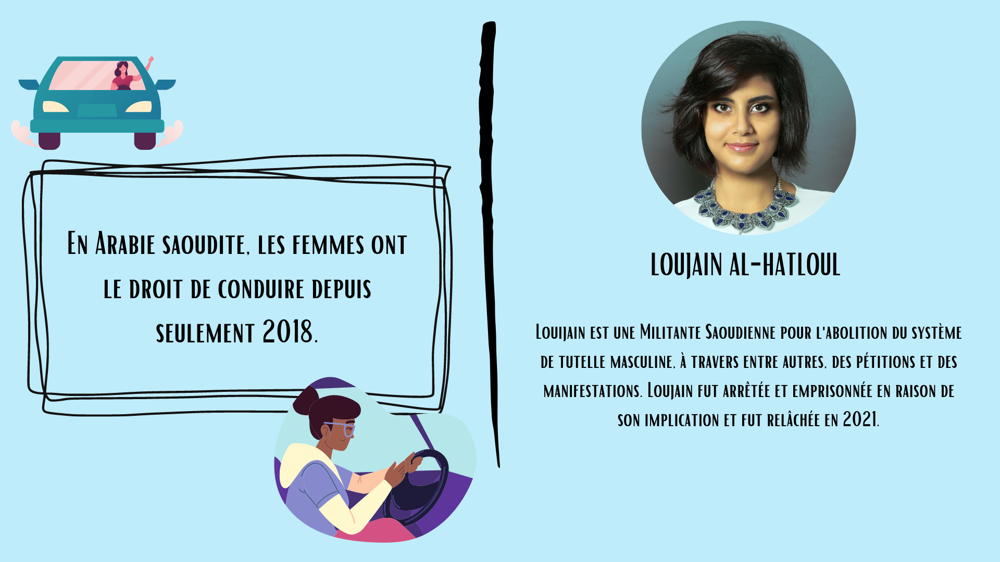 En Arabie saoudite, les femmes ont
le droit de conduire depuis
seulement 2018.
LOUJAIN AL-HATLOUL
Louijain est une Militante Saoudienne pour l'abolition du système
de tutelle masculine, à travers entre autres, des pétitions et des
manifestations. Loujain fut arrêtée et emprisonnée en raison de
son implication et fut relâchée en 2021.